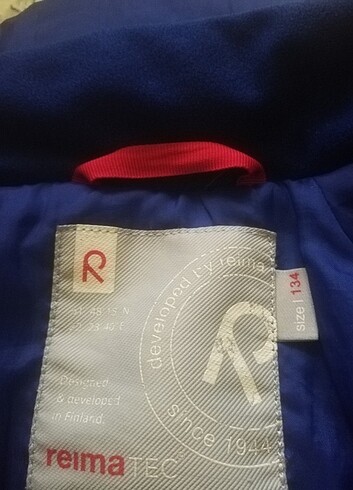 R
Designed
& developed
in Finland.
reimaTEC
developed by reima
R
since 1944
size | 134